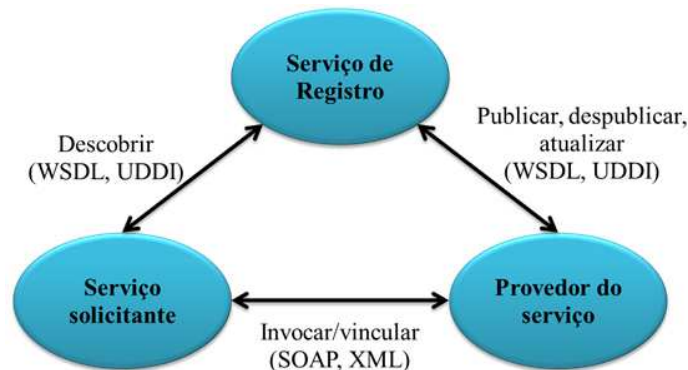 Serviço de
Registro
Descobrir
(WSDL, UDDI)
Publicar, despublicar,
atualizar
(WSDL, UDDI)
Serviço
solicitante
Invocar/vincular
(SOAP, XML)
Provedor do
serviço